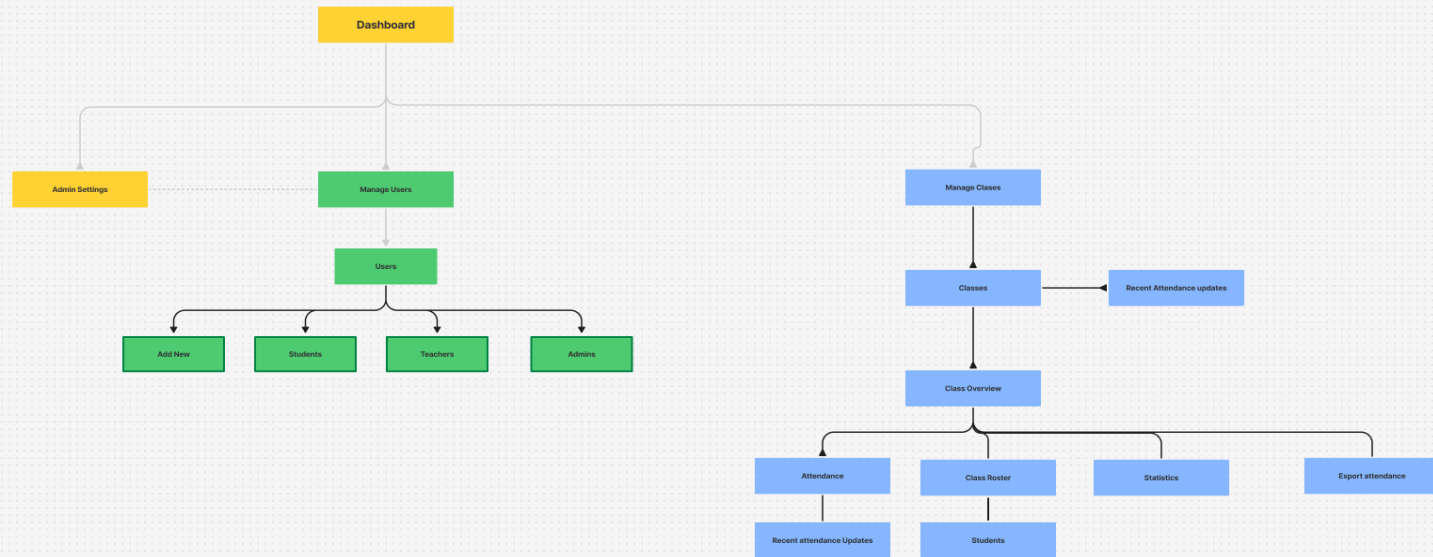 Dashboard
Admin Settings
Manage Users
Manage Clases
Users
Classes
Recent Attendance updates
Add New
Students
Teachers
Admins
Class Overview
Attendance
Class Roster
Statistics
Export attendance
Recent attendance Updates
Students